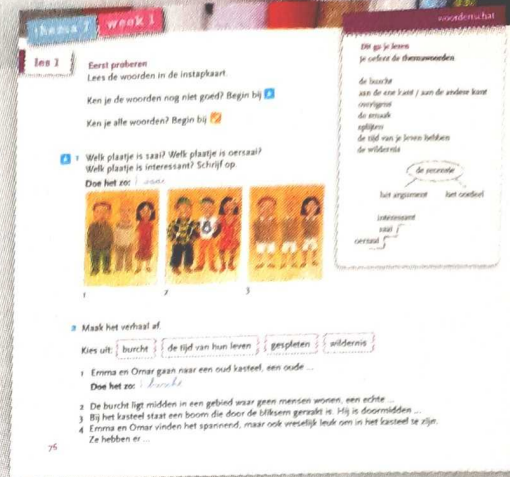 thema 7 week 1
woordenschat
les 1
Eerst proberen
Lees de woorden in de instapkaart.
Ken je de woorden nog niet goed? Begin bij
Ken je alle woorden? Begin bij
1 Welk plaatje is saai? Welk plaatje is oersaai?
Welk plaatje is interessant? Schrijf op.
Doe het zo: 1 saai
1 2 3
2 Maak het verhaal af.
Kies uit: burcht de tijd van hun leven gespleten wildernis
1 Emma en Omar gaan naar een oud kasteel, een oude ...
Doe het zo: 1 burcht
2 De burcht ligt midden in een gebied waar geen mensen wonen, een echte ...
3 Bij het kasteel staat een boom die door de bliksem geraakt is. Hij is doormidden ...
4 Emma en Omar vinden het spannend, maar ook vreselijk leuk om in het kasteel te zijn.
Ze hebben er ...
76
Dit ga je leren
Je oefent de themawoorden
de burcht
aan de ene kant / aan de andere kant
overigens
de smaak
splijten
de tijd van je leven hebben
de wildernis
de recensie
het argument het oordeel
interessant
saai
oersaai